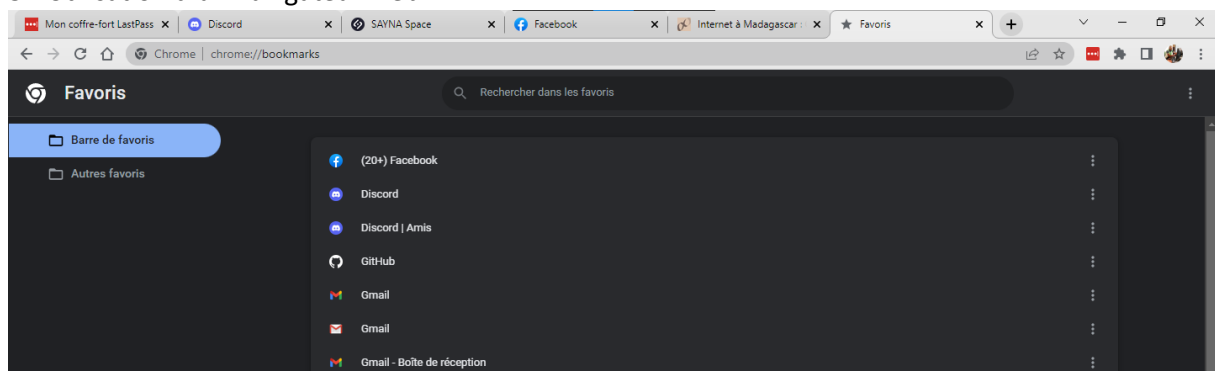 Mon coffre-fort LastPass
Discord
SAYNA Space
Facebook
Internet à Madagascar :
Favoris
Chrome | chrome://bookmarks
Favoris
Rechercher dans les favoris
Barre de favoris
Autres favoris
(20+) Facebook
Discord
Discord | Amis
GitHub
Gmail
Gmail
Gmail - Boîte de réception